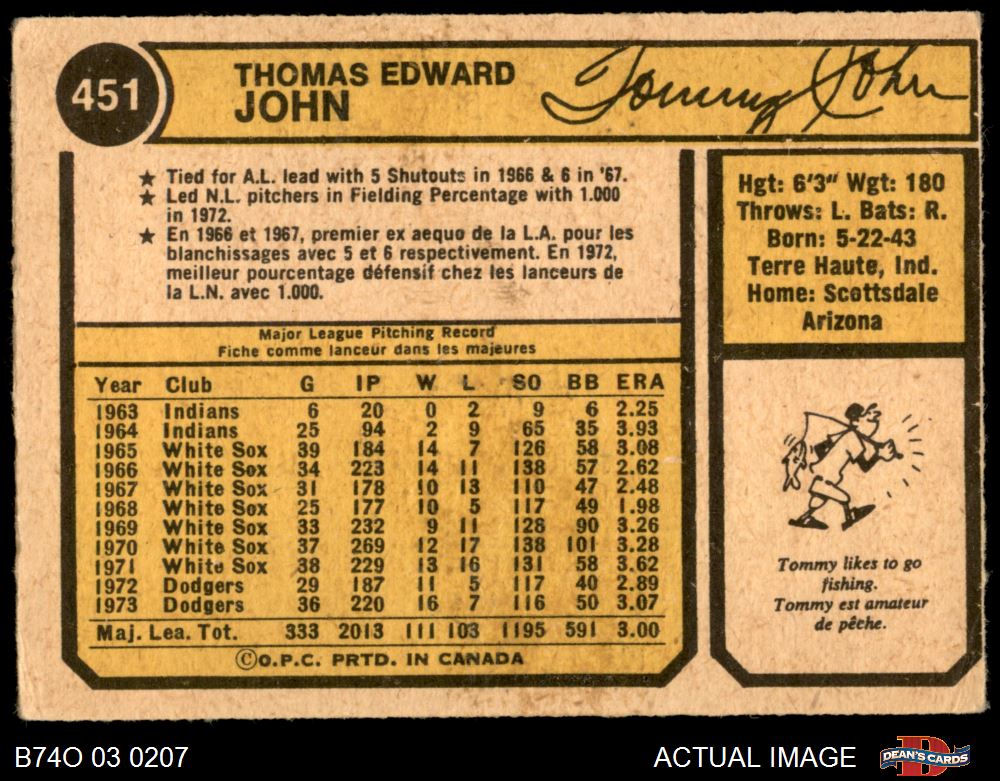 451
THOMAS EDWARD
JOHN
Tommy John
★ Tied for A.L. lead with 5 Shutouts in 1966 & 6 in '67.
★ Led N.L. pitchers in Fielding Percentage with 1.000
in 1972.
★ En 1966 et 1967, premier ex aequo de la L.A. pour les
blanchissages avec 5 et 6 respectivement. En 1972,
meilleur pourcentage défensif chez les lanceurs de
la L.N. avec 1.000.
Hgt: 6'3" Wgt: 180
Throws: L. Bats: R.
Born: 5-22-43
Terre Haute, Ind.
Home: Scottsdale
Arizona
Major League Pitching Record
Fiche comme lanceur dans les majeures
Year Club G IP W L SO BB ERA
1963 Indians 6 20 0 2 9 6 2.25
1964 Indians 25 94 2 9 65 35 3.93
1965 White Sox 39 184 14 7 126 58 3.08
1966 White Sox 34 223 14 11 138 57 2.62
1967 White Sox 31 178 10 13 110 47 2.48
1968 White Sox 25 177 10 5 117 49 1.98
1969 White Sox 33 232 9 11 128 90 3.26
1970 White Sox 37 269 12 17 138 101 3.28
1971 White Sox 38 229 13 16 131 58 3.62
1972 Dodgers 29 187 11 5 117 40 2.89
1973 Dodgers 36 220 16 7 116 50 3.07
Maj. Lea. Tot. 333 2013 111 103 1195 591 3.00
©O.P.C. PRTD. IN CANADA
Tommy likes to go
fishing.
Tommy est amateur
de pêche.
B74O 03 0207
ACTUAL IMAGE
DEAN'S CARDS